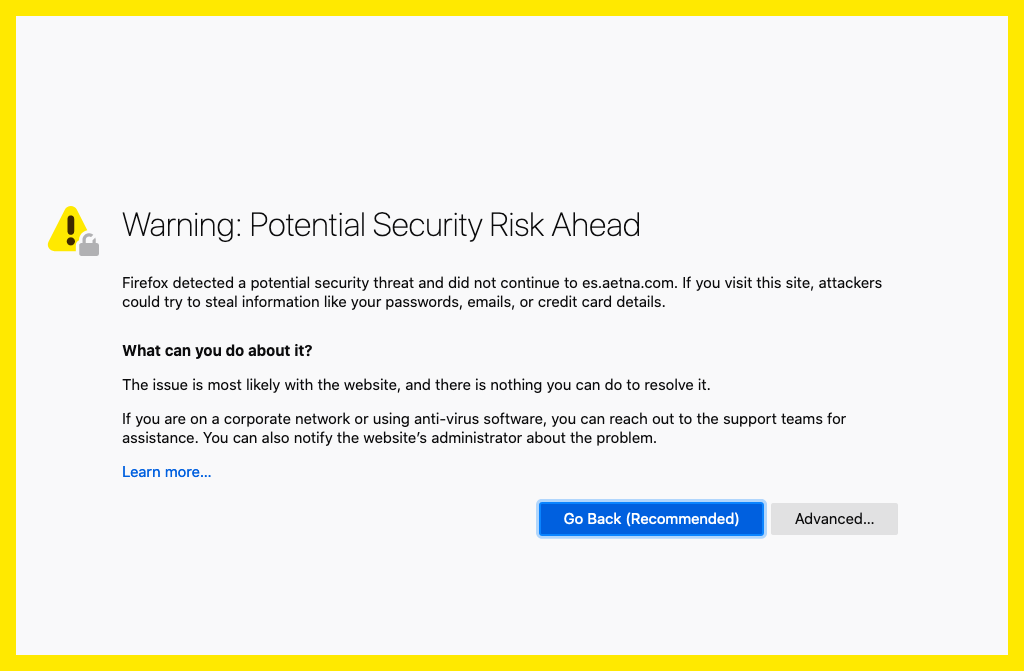 Warning: Potential Security Risk Ahead
Firefox detected a potential security threat and did not continue to es.aetna.com. If you visit this site, attackers
could try to steal information like your passwords, emails, or credit card details.
What can you do about it?
The issue is most likely with the website, and there is nothing you can do to resolve it.
If you are on a corporate network or using anti-virus software, you can reach out to the support teams for
assistance. You can also notify the website’s administrator about the problem.
Learn more…
Go Back (Recommended)
Advanced…